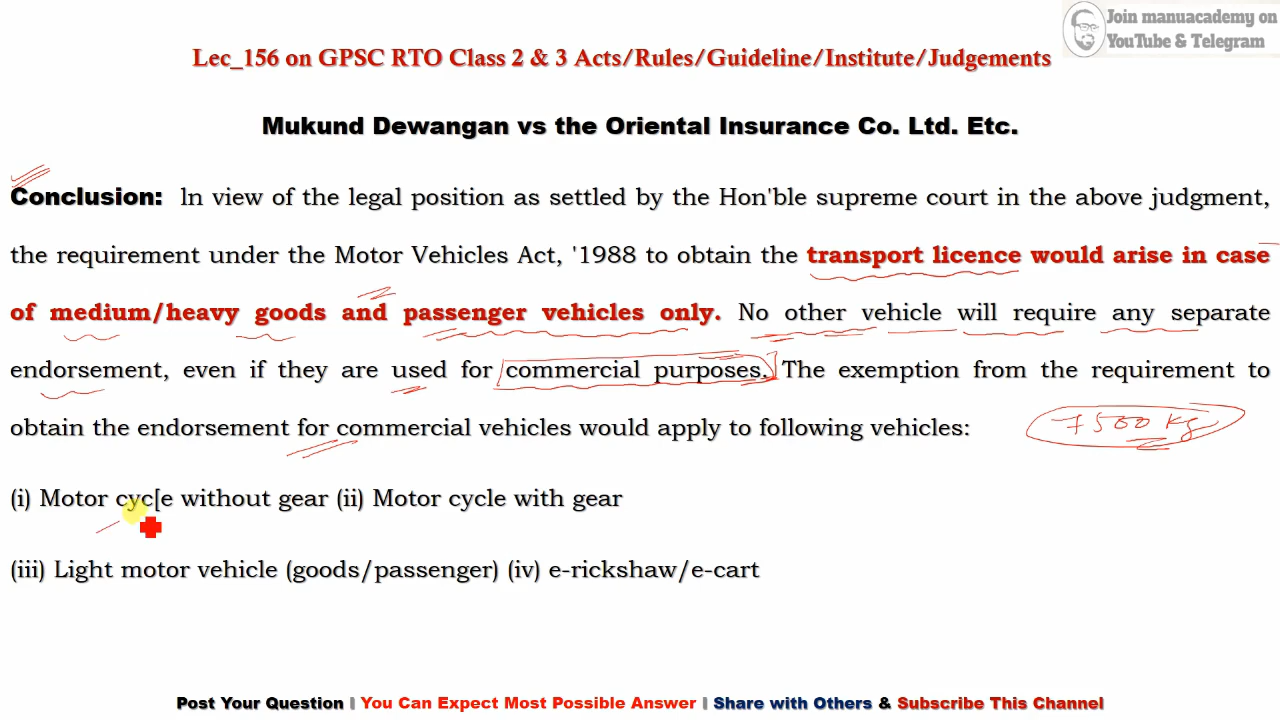 Join manuacademy on
YouTube & Telegram
Lec_156 on GPSC RTO Class 2 & 3 Acts/Rules/Guideline/Institute/Judgements
Mukund Dewangan vs the Oriental Insurance Co. Ltd. Etc.
Conclusion: ln view of the legal position as settled by the Hon'ble supreme court in the above judgment,
the requirement under the Motor Vehicles Act, '1988 to obtain the transport licence would arise in case
of medium/heavy goods and passenger vehicles only. No other vehicle will require any separate
endorsement, even if they are used for commercial purposes. The exemption from the requirement to
obtain the endorsement for commercial vehicles would apply to following vehicles:
7500 kg
(i) Motor cyc[e without gear (ii) Motor cycle with gear
(iii) Light motor vehicle (goods/passenger) (iv) e-rickshaw/e-cart
Post Your Question | You Can Expect Most Possible Answer | Share with Others & Subscribe This Channel